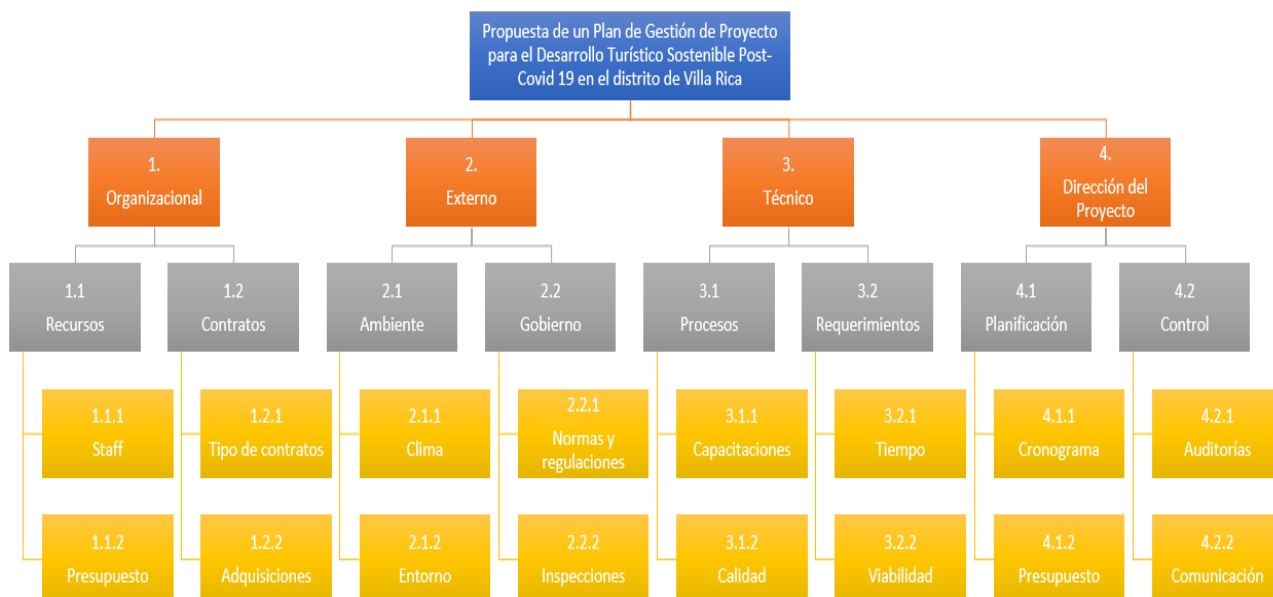 Propuesta de un Plan de Gestión de Proyecto
para el Desarrollo Turístico Sostenible Post-
Covid 19 en el distrito de Villa Rica
1.
Organizacional
2.
Externo
3.
Técnico
4.
Dirección del
Proyecto
1.1
Recursos
1.2
Contratos
2.1
Ambiente
2.2
Gobierno
3.1
Procesos
3.2
Requerimientos
4.1
Planificación
4.2
Control
1.1.1
Staff
1.2.1
Tipo de contratos
2.1.1
Clima
2.2.1
Normas y
regulaciones
3.1.1
Capacitaciones
3.2.1
Tiempo
4.1.1
Cronograma
4.2.1
Auditorías
1.1.2
Presupuesto
1.2.2
Adquisiciones
2.1.2
Entorno
2.2.2
Inspecciones
3.1.2
Calidad
3.2.2
Viabilidad
4.1.2
Presupuesto
4.2.2
Comunicación